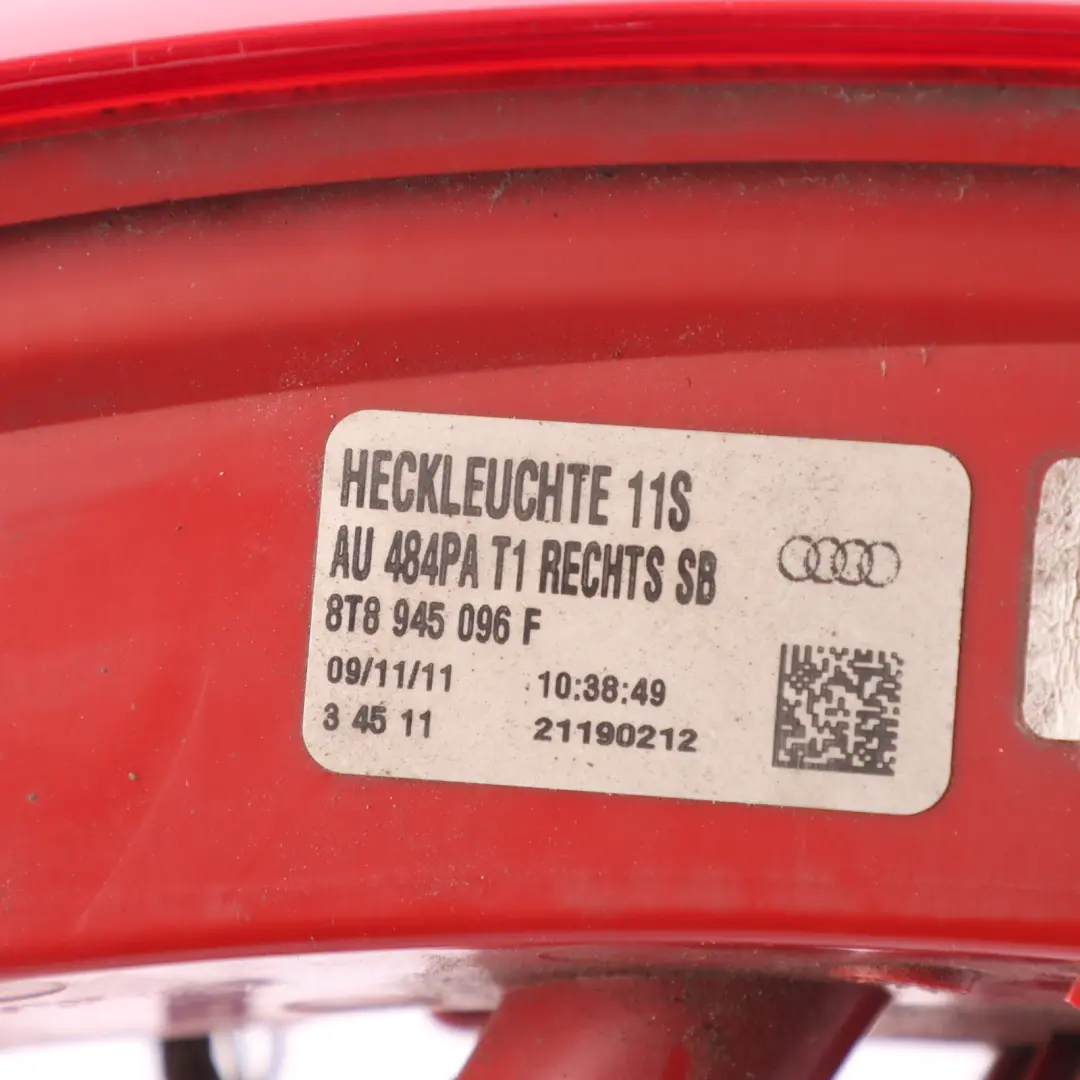 HECKLEUCHTE 11S
AU 484PA T1 RECHTS SB
8T8 945 096 F
09/11/11 10:38:49
3 45 11 21190212